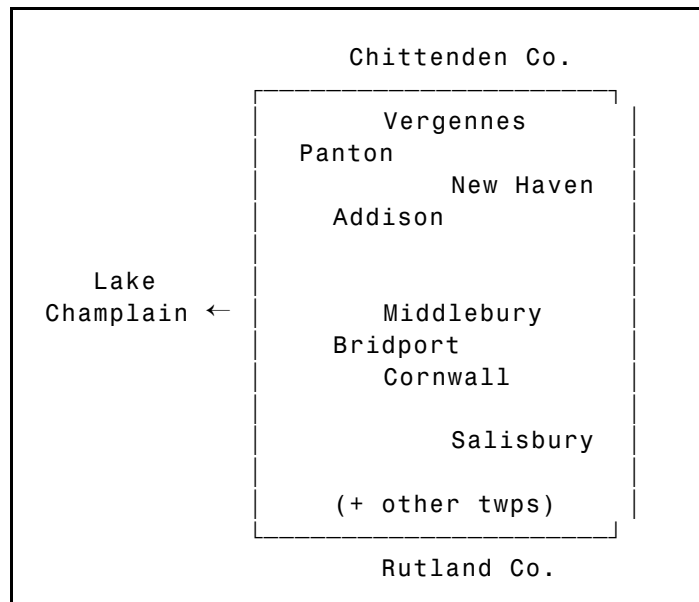 Chittenden Co.
Vergennes
Panton
New Haven
Addison
Lake
Champlain ← Middlebury
Bridport
Cornwall
Salisbury
(+ other twps)
Rutland Co.